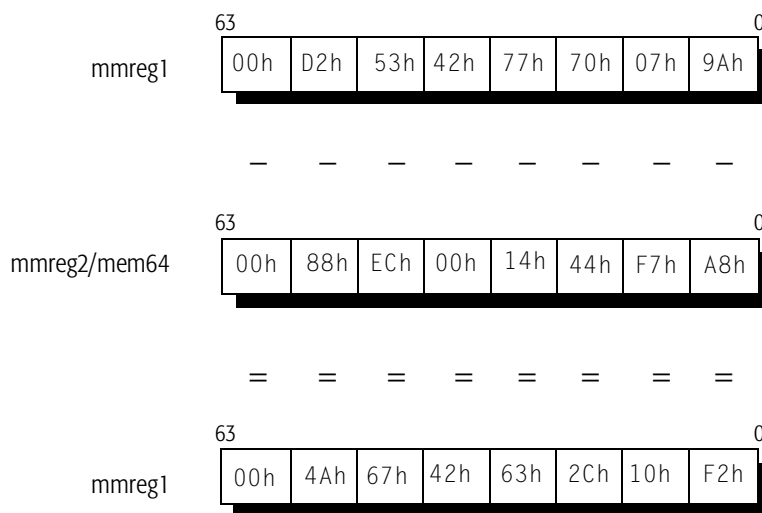 63 0
mmreg1 00h D2h 53h 42h 77h 70h 07h 9Ah
– – – – – – – –
63 0
mmreg2/mem64 00h 88h ECh 00h 14h 44h F7h A8h
= = = = = = = =
63 0
mmreg1 00h 4Ah 67h 42h 63h 2Ch 10h F2h